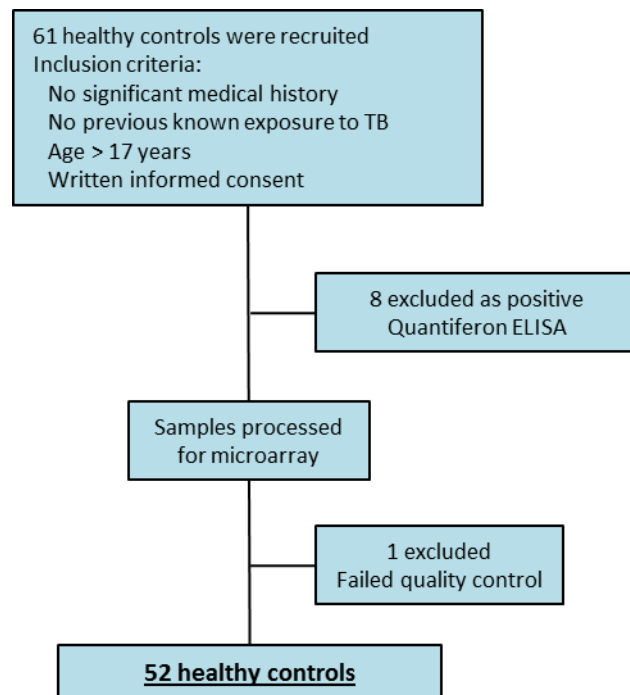 61 healthy controls were recruited
Inclusion criteria:
No significant medical history
No previous known exposure to TB
Age > 17 years
Written informed consent
8 excluded as positive
Quantiferon ELISA
Samples processed
for microarray
1 excluded
Failed quality control
52 healthy controls